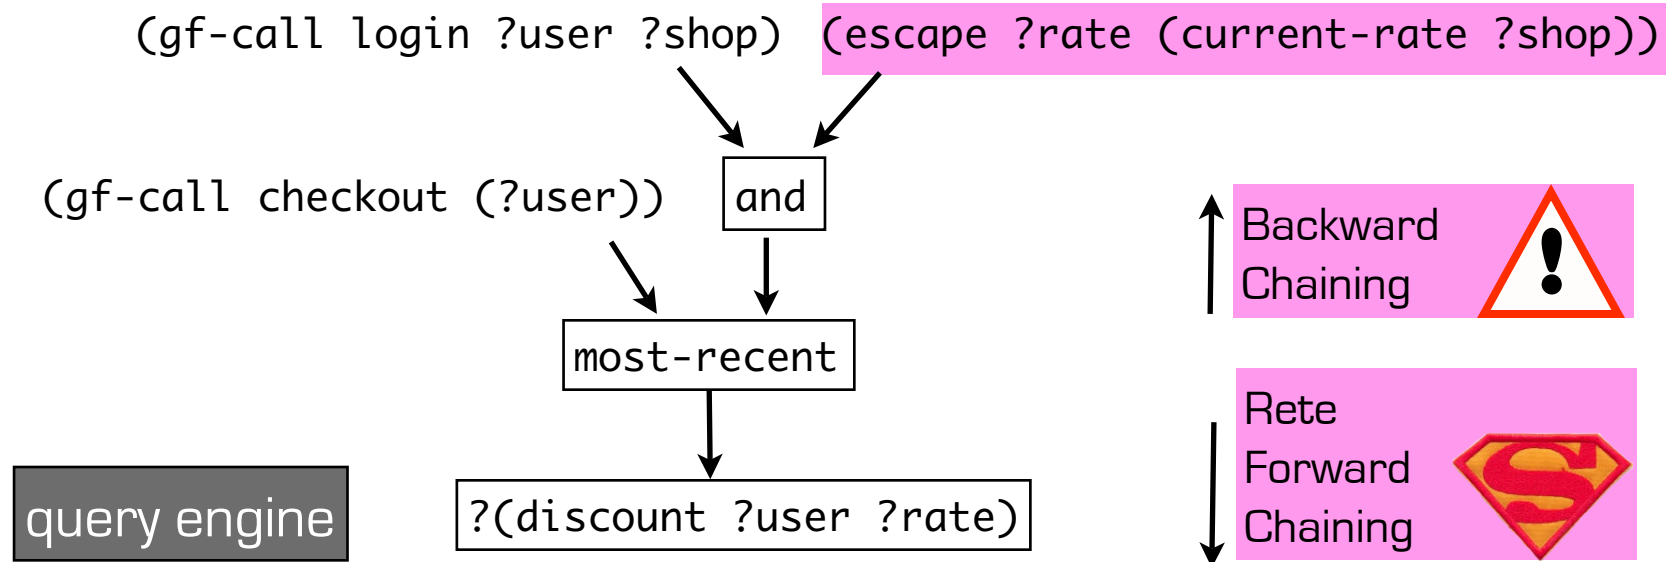 (gf-call login ?user ?shop) (escape ?rate (current-rate ?shop))
(gf-call checkout (?user))
and
Backward
Chaining
!
most-recent
Rete
Forward
Chaining
S
query engine
?(discount ?user ?rate)